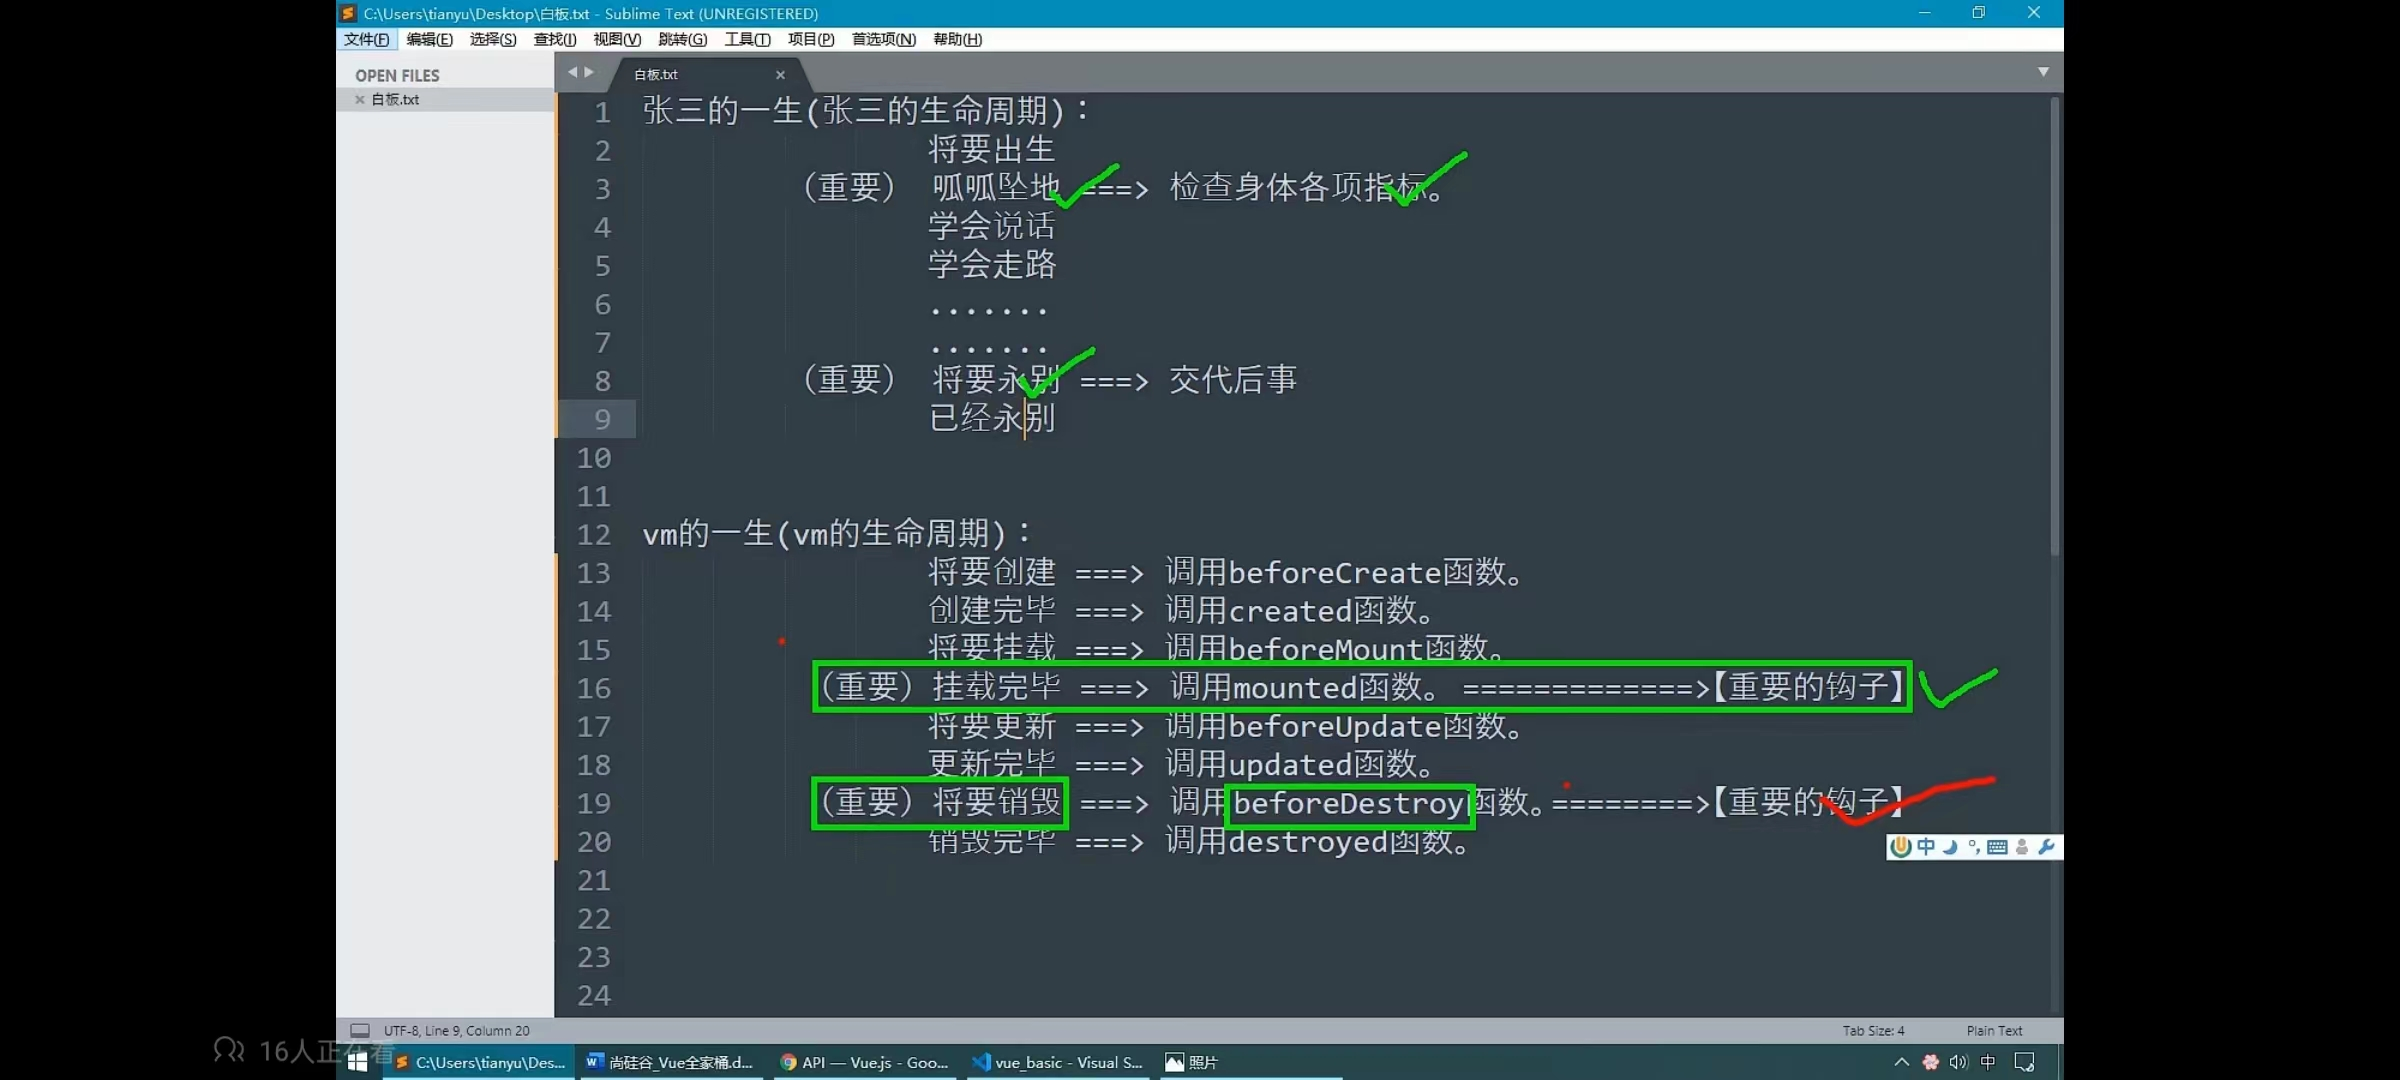 C:\Users\tianyu\Desktop\白板.txt - Sublime Text (UNREGISTERED)
文件(F) 编辑(E) 选择(S) 查找(I) 视图(V) 跳转(G) 工具(T) 项目(P) 首选项(N) 帮助(H)
OPEN FILES
白板.txt
白板.txt
1 张三的一生(张三的生命周期)：
2 将要出生
3 （重要） 呱呱坠地 ===> 检查身体各项指标。
4 学会说话
5 学会走路
6 .......
7 .......
8 （重要） 将要永别 ===> 交代后事
9 已经永别
10
11
12 vm的一生(vm的生命周期)：
13 将要创建 ===> 调用beforeCreate函数。
14 创建完毕 ===> 调用created函数。
15 将要挂载 ===> 调用beforeMount函数。
16 （重要）挂载完毕 ===> 调用mounted函数。 =============>【重要的钩子】
17 将要更新 ===> 调用beforeUpdate函数。
18 更新完毕 ===> 调用updated函数。
19 （重要）将要销毁 ===> 调用beforeDestroy函数。========>【重要的钩子】
20 销毁完毕 ===> 调用destroyed函数。
21
22
23
24
中
UTF-8, Line 9, Column 20
Tab Size: 4
Plain Text
16人正在看
C:\Users\tianyu\Des...
尚硅谷_Vue全家桶.d...
API — Vue.js - Goo...
vue_basic - Visual S...
照片
中